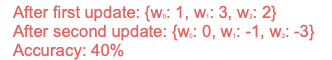 After first update: {w₀: 1, w₁: 3, w₂: 2}
After second update: {w₀: 0, w₁: -1, w₂: -3}
Accuracy: 40%